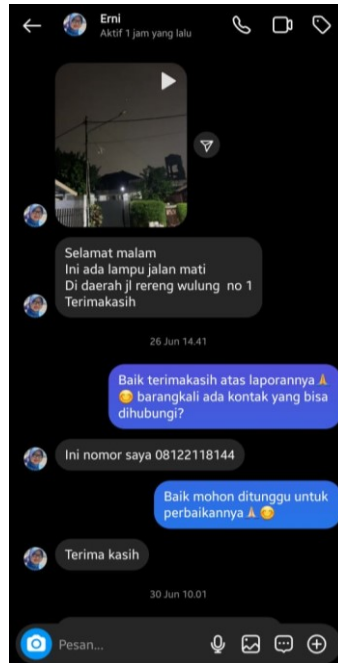 Erni
Aktif 1 jam yang lalu
Selamat malam
Ini ada lampu jalan mati
Di daerah jl rereng wulung no 1
Terimakasih
26 Jun 14.41
Baik terimakasih atas laporannya🙏
😊 barangkali ada kontak yang bisa
dihubungi?
Ini nomor saya 08122118144
Baik mohon ditunggu untuk
perbaikannya🙏😊
Terima kasih
30 Jun 10.01
Pesan...